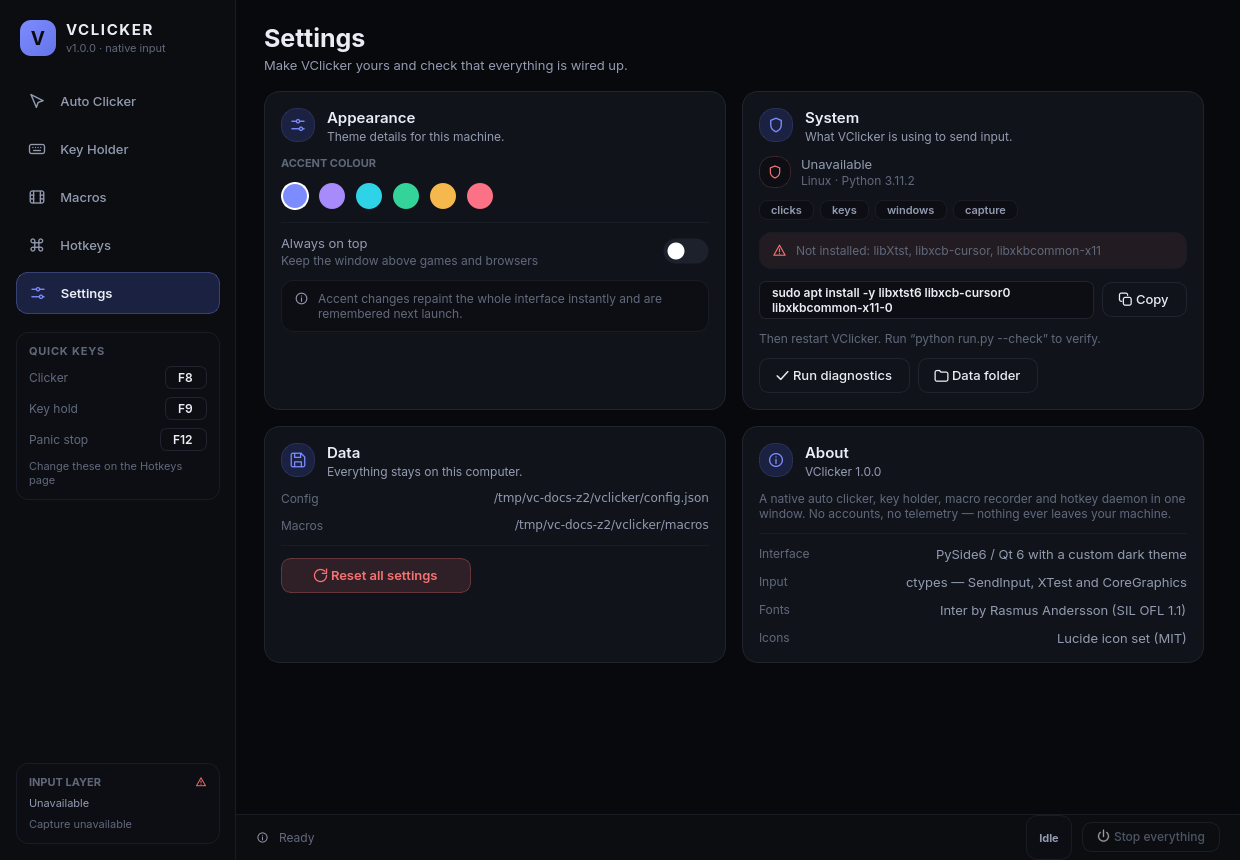 V
VCLICKER
v1.0.0 · native input
Auto Clicker
Key Holder
Macros
Hotkeys
Settings
QUICK KEYS
Clicker F8
Key hold F9
Panic stop F12
Change these on the Hotkeys
page
INPUT LAYER
Unavailable
Capture unavailable
Settings
Make VClicker yours and check that everything is wired up.
Appearance
Theme details for this machine.
ACCENT COLOUR
Always on top
Keep the window above games and browsers
Accent changes repaint the whole interface instantly and are
remembered next launch.
System
What VClicker is using to send input.
Unavailable
Linux · Python 3.11.2
clicks keys windows capture
Not installed: libXtst, libxcb-cursor, libxkbcommon-x11
sudo apt install -y libxtst6 libxcb-cursor0
libxkbcommon-x11-0
Copy
Then restart VClicker. Run “python run.py --check” to verify.
Run diagnostics Data folder
Data
Everything stays on this computer.
Config /tmp/vc-docs-z2/vclicker/config.json
Macros /tmp/vc-docs-z2/vclicker/macros
Reset all settings
About
VClicker 1.0.0
A native auto clicker, key holder, macro recorder and hotkey daemon in one
window. No accounts, no telemetry — nothing ever leaves your machine.
Interface PySide6 / Qt 6 with a custom dark theme
Input ctypes — SendInput, XTest and CoreGraphics
Fonts Inter by Rasmus Andersson (SIL OFL 1.1)
Icons Lucide icon set (MIT)
Ready
Idle
Stop everything